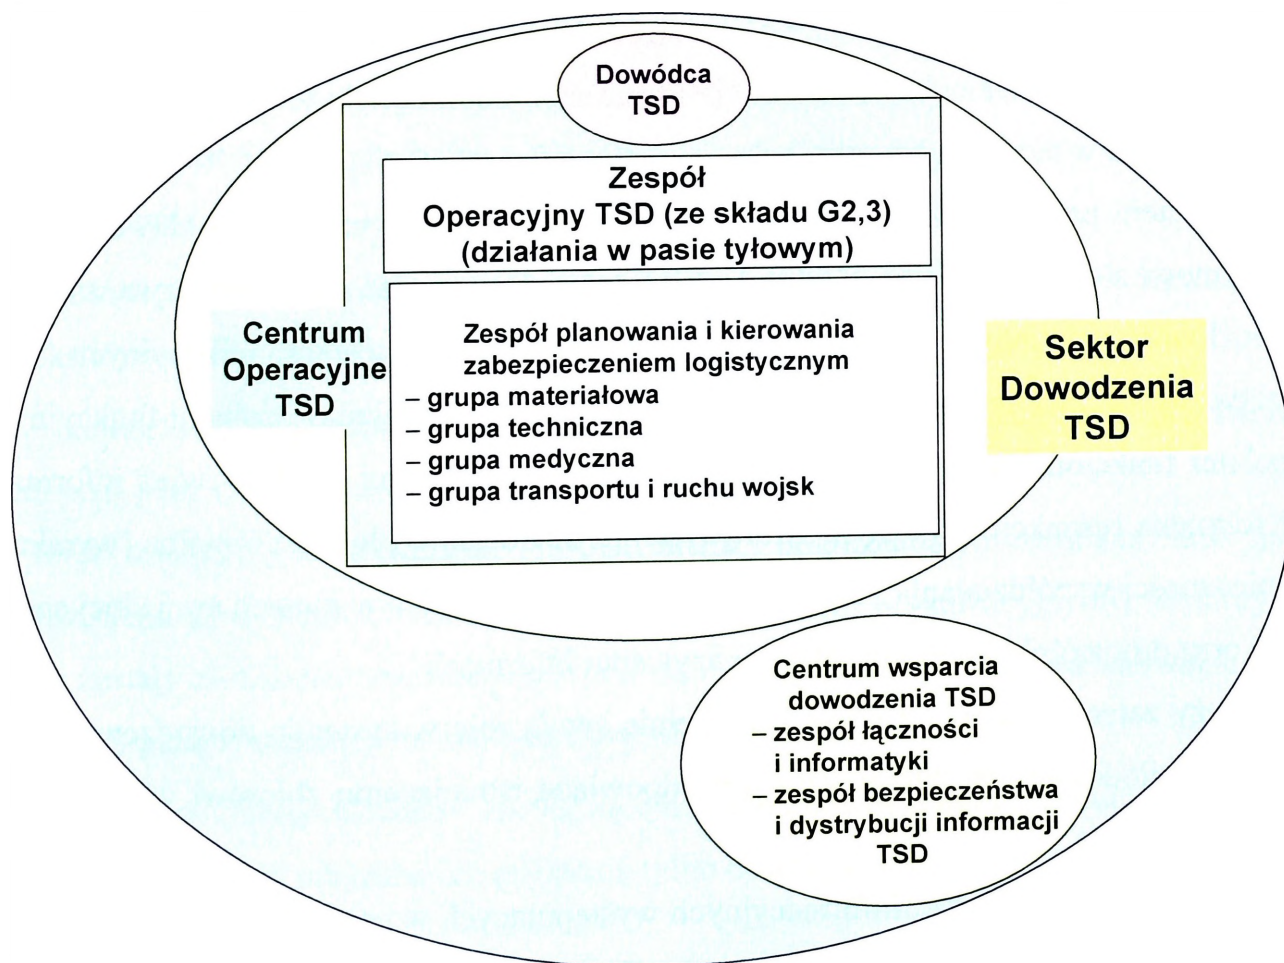 Dowódca
TSD
Zespół
Operacyjny TSD (ze składu G2,3)
(działania w pasie tyłowym)
Centrum
Operacyjne
TSD
Zespół planowania i kierowania
zabezpieczeniem logistycznym
– grupa materiałowa
– grupa techniczna
– grupa medyczna
– grupa transportu i ruchu wojsk
Sektor
Dowodzenia
TSD
Centrum wsparcia
dowodzenia TSD
– zespół łączności
i informatyki
– zespół bezpieczeństwa
i dystrybucji informacji
TSD